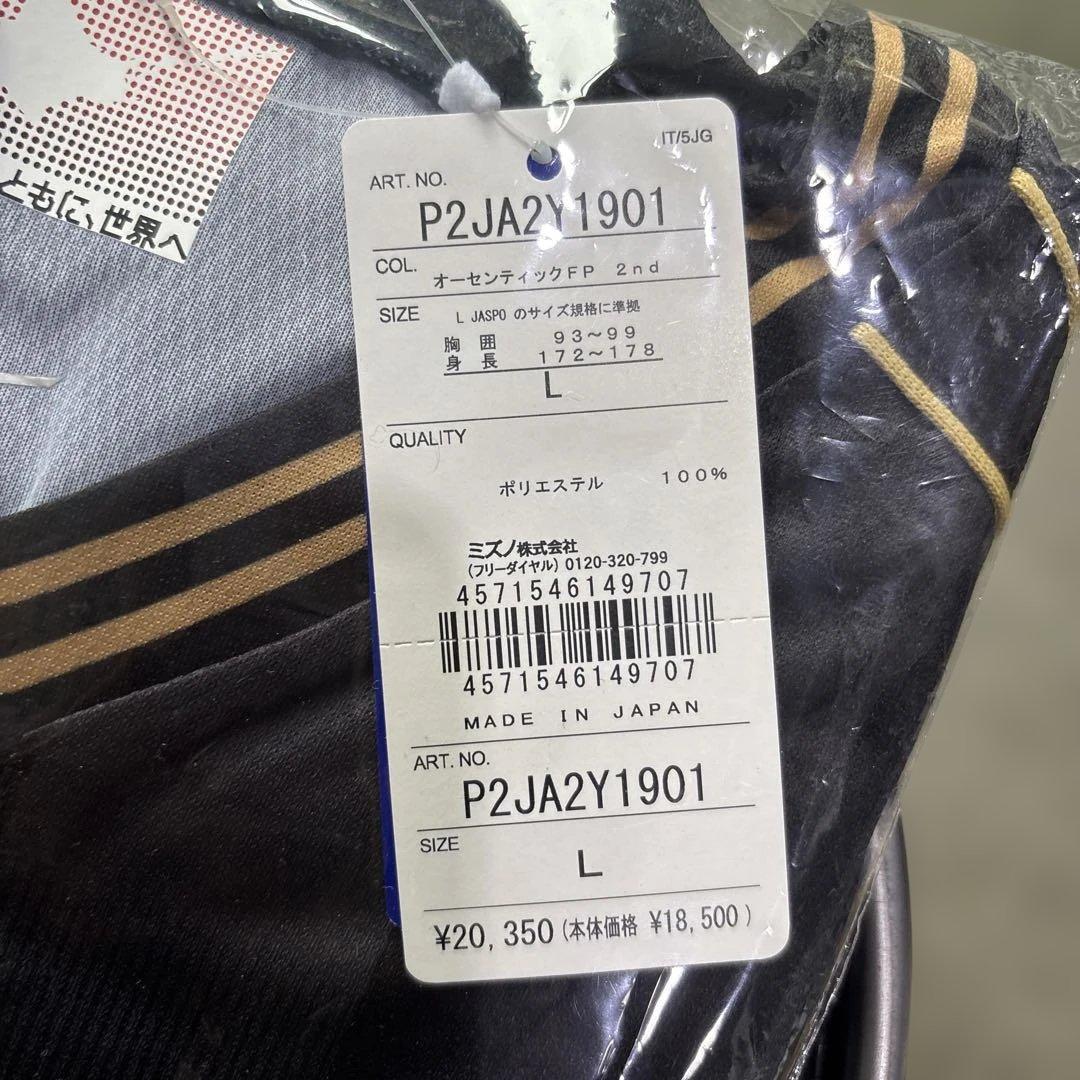 ともに、世界へ
IT/5JG
ART. NO.
P2JA2Y1901
COL. オーセンティックFP 2nd
SIZE L JASPO のサイズ規格に準拠
胸 囲 93～99
身 長 172～178
L
QUALITY
ポリエステル 100%
ミズノ株式会社
(フリーダイヤル) 0120-320-799
4571546149707
4571546149707
MADE IN JAPAN
ART. NO.
P2JA2Y1901
SIZE
L
¥20,350 (本体価格 ¥18,500 )